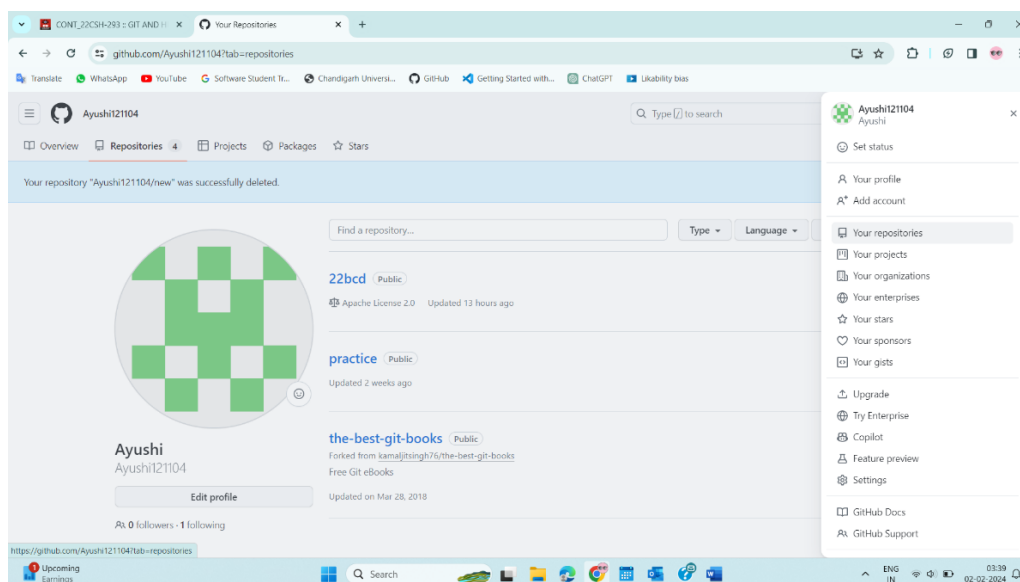 CONT_22CSH-293 :: GIT AND H
Your Repositories
github.com/Ayushi121104?tab=repositories
Translate WhatsApp YouTube Software Student Tr... Chandigarh Universi... GitHub Getting Started with... ChatGPT Likability bias
Ayushi121104
Type / to search
Overview Repositories 4 Projects Packages Stars
Your repository "Ayushi121104/new" was successfully deleted.
Find a repository...
Type
Language
22bcd Public
Apache License 2.0 Updated 13 hours ago
practice Public
Updated 2 weeks ago
the-best-git-books Public
Forked from kamaljitsingh76/the-best-git-books
Free Git eBooks
Updated on Mar 28, 2018
Ayushi
Ayushi121104
Edit profile
0 followers · 1 following
Ayushi121104
Ayushi
Set status
Your profile
Add account
Your repositories
Your projects
Your organizations
Your enterprises
Your stars
Your sponsors
Your gists
Upgrade
Try Enterprise
Copilot
Feature preview
Settings
GitHub Docs
GitHub Support
https://github.com/Ayushi121104?tab=repositories
1
Upcoming
Earnings
Search
ENG
IN
03:39
02-02-2024